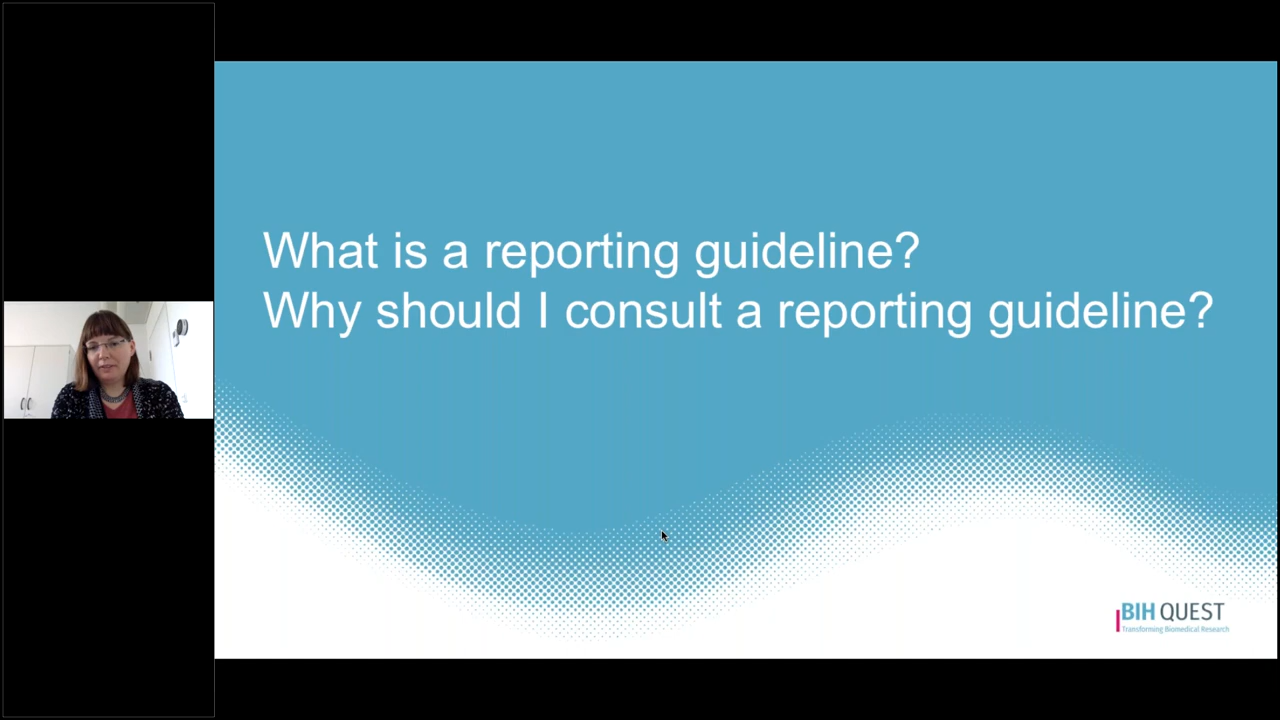 What is a reporting guideline?
Why should I consult a reporting guideline?
BIH QUEST
Transforming Biomedical Research